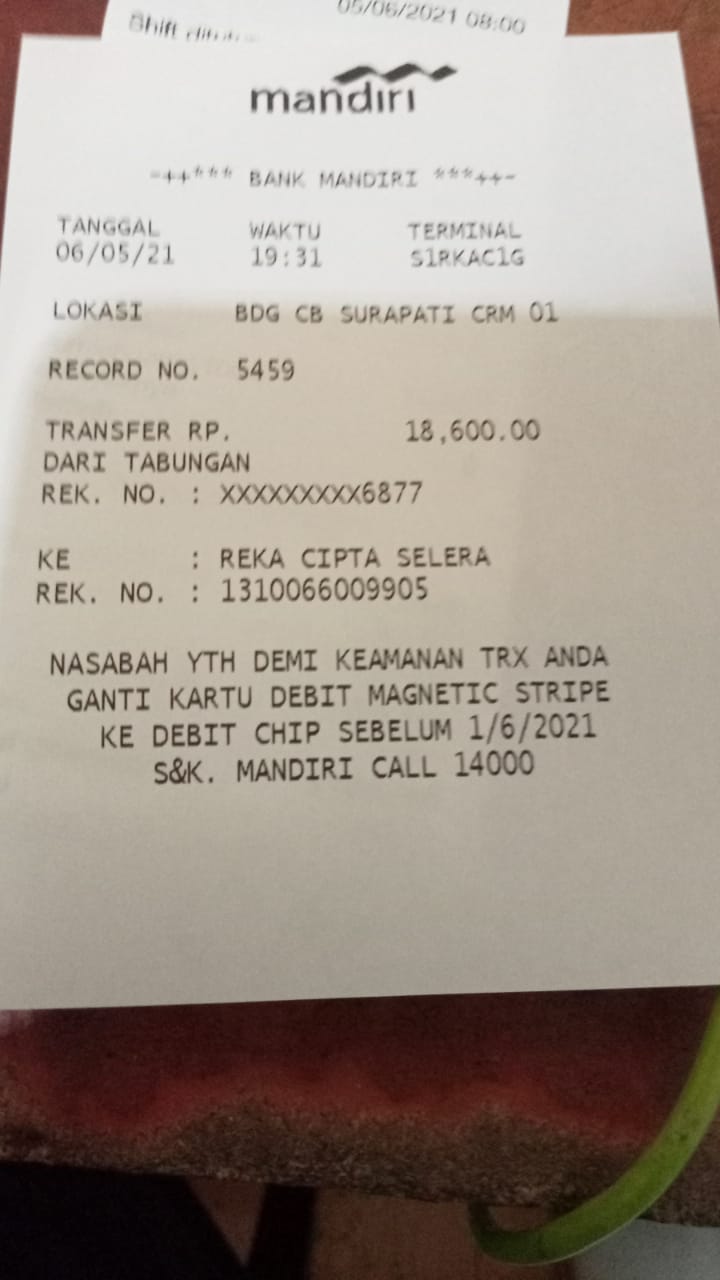 05/06/2021 08:00
Shift
mandiri
-++*** BANK MANDIRI ***++-
TANGGAL WAKTU TERMINAL
06/05/21 19:31 S1RKAC1G
LOKASI BDG CB SURAPATI CRM 01
RECORD NO. 5459
TRANSFER RP. 18,600.00
DARI TABUNGAN
REK. NO. : XXXXXXXXX6877
KE : REKA CIPTA SELERA
REK. NO. : 1310066009905
NASABAH YTH DEMI KEAMANAN TRX ANDA
GANTI KARTU DEBIT MAGNETIC STRIPE
KE DEBIT CHIP SEBELUM 1/6/2021
S&K. MANDIRI CALL 14000